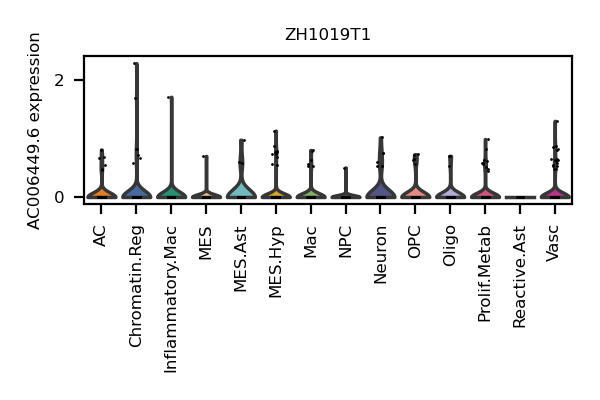 ZH1019T1
AC006449.6 expression
2
0
AC
Chromatin.Reg
Inflammatory.Mac
MES
MES.Ast
MES.Hyp
Mac
NPC
Neuron
OPC
Oligo
Prolif.Metab
Reactive.Ast
Vasc